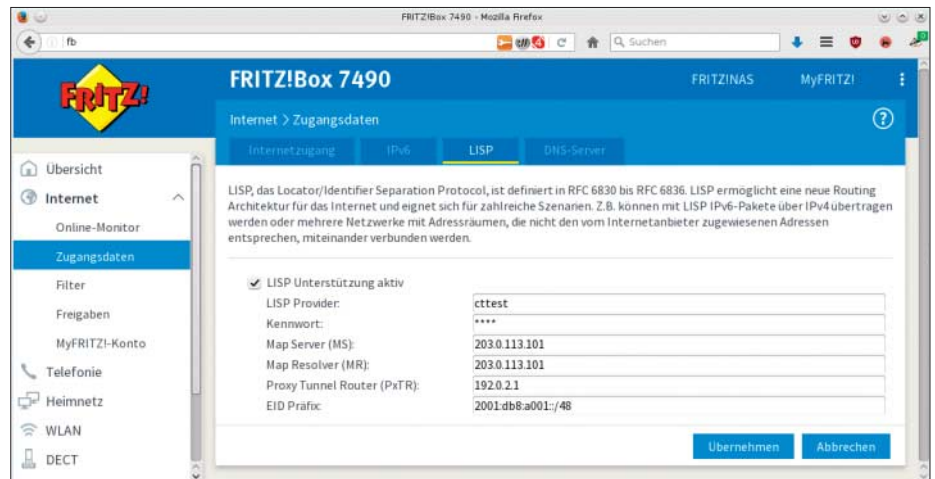 FRITZ!Box 7490 - Mozilla Firefox
fb
Suchen
FRITZ!
FRITZ!Box 7490
FRITZ!NAS
MyFRITZ!
Internet > Zugangsdaten
?
Internetzugang
IPv6
LISP
DNS-Server
Übersicht
Internet
Online-Monitor
Zugangsdaten
Filter
Freigaben
MyFRITZ!-Konto
Telefonie
Heimnetz
WLAN
DECT
LISP, das Locator/Identifier Separation Protocol, ist definiert in RFC 6830 bis RFC 6836. LISP ermöglicht eine neue Routing
Architektur für das Internet und eignet sich für zahlreiche Szenarien. Z.B. können mit LISP IPv6-Pakete über IPv4 übertragen
werden oder mehrere Netzwerke mit Adressräumen, die nicht den vom Internetanbieter zugewiesenen Adressen
entsprechen, miteinander verbunden werden.
LISP Unterstützung aktiv
LISP Provider: cttest
Kennwort: ****
Map Server (MS): 203.0.113.101
Map Resolver (MR): 203.0.113.101
Proxy Tunnel Router (PxTR): 192.0.2.1
EID Präfix: 2001:db8:a001::/48
Übernehmen
Abbrechen